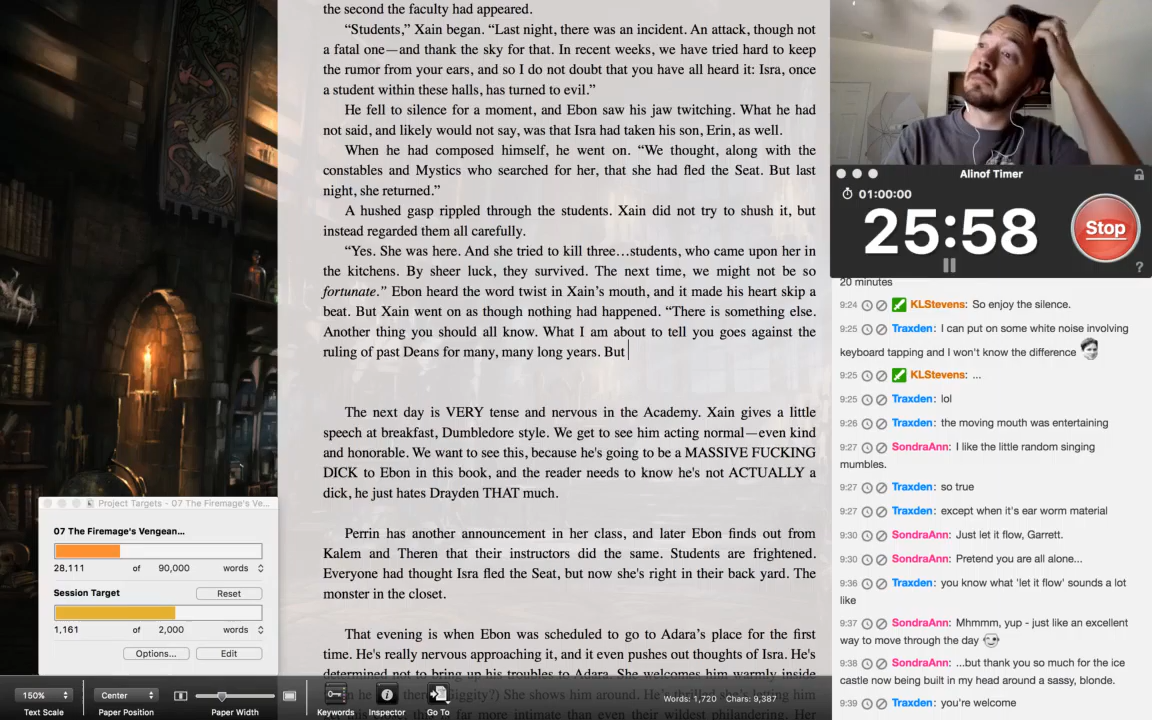 the second the faculty had appeared.
“Students,” Xain began. “Last night, there was an incident. An attack, though not
a fatal one—and thank the sky for that. In recent weeks, we have tried hard to keep
the rumor from your ears, and so I do not doubt that you have all heard it: Isra, once
a student within these halls, has turned to evil.”
He fell to silence for a moment, and Ebon saw his jaw twitching. What he had
not said, and likely would not say, was that Isra had taken his son, Erin, as well.
When he had composed himself, he went on. “We thought, along with the
constables and Mystics who searched for her, that she had fled the Seat. But last
night, she returned.”
A hushed gasp rippled through the students. Xain did not try to shush it, but
instead regarded them all carefully.
“Yes. She was here. And she tried to kill three…students, who came upon her in
the kitchens. By sheer luck, they survived. The next time, we might not be so
fortunate.” Ebon heard the word twist in Xain’s mouth, and it made his heart skip a
beat. But Xain went on as though nothing had happened. “There is something else.
Another thing you should all know. What I am about to tell you goes against the
ruling of past Deans for many, many long years. But
The next day is VERY tense and nervous in the Academy. Xain gives a little
speech at breakfast, Dumbledore style. We get to see him acting normal—even kind
and honorable. We want to see this, because he's going to be a MASSIVE FUCKING
DICK to Ebon in this book, and the reader needs to know he's not ACTUALLY a
dick, he just hates Drayden THAT much.
Perrin has another announcement in her class, and later Ebon finds out from
Kalem and Theren that their instructors did the same. Students are frightened.
Everyone had thought Isra fled the Seat, but now she's right in their back yard. The
monster in the closet.
That evening is when Ebon was scheduled to go to Adara’s place for the first
time. He's really nervous approaching it, and it even pushes out thoughts of Isra. He's
determined not to bring up his troubles to Adara. She welcomes him warmly inside
She shows him around. He's thrilled she's letting him
far more intimate than even their wildest philandering. Her
Project Targets - 07 The Firemage's Ve...
07 The Firemage's Vengean...
28,111 of 90,000 words
Session Target
Reset
1,161 of 2,000 words
Options...
Edit
150%
Text Scale
Center
Paper Position
Paper Width
Keywords
Inspector
Go To
Words: 1,720 Chars: 9,387
Alinof Timer
01:00:00
25:58
Stop
?
20 minutes
9:24 KLStevens: So enjoy the silence.
9:25 Traxden: I can put on some white noise involving
keyboard tapping and I won't know the difference
9:25 KLStevens: ...
9:25 Traxden: lol
9:26 Traxden: the moving mouth was entertaining
9:27 SondraAnn: I like the little random singing
mumbles.
9:27 Traxden: so true
9:27 Traxden: except when it's ear worm material
9:30 SondraAnn: Just let it flow, Garrett.
9:30 SondraAnn: Pretend you are all alone...
9:36 Traxden: you know what 'let it flow' sounds a lot
like
9:37 SondraAnn: Mhmmm, yup - just like an excellent
way to move through the day
9:38 SondraAnn: ...but thank you so much for the ice
castle now being built in my head around a sassy, blonde.
9:39 Traxden: you're welcome